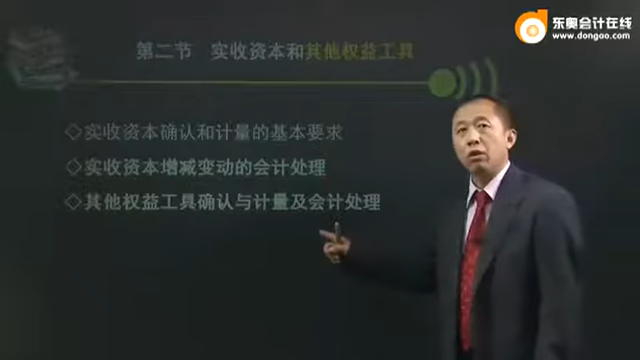 东奥会计在线
www.dongao.com
第二节 实收资本和其他权益工具
◇实收资本确认和计量的基本要求
◇实收资本增减变动的会计处理
◇其他权益工具确认与计量及会计处理